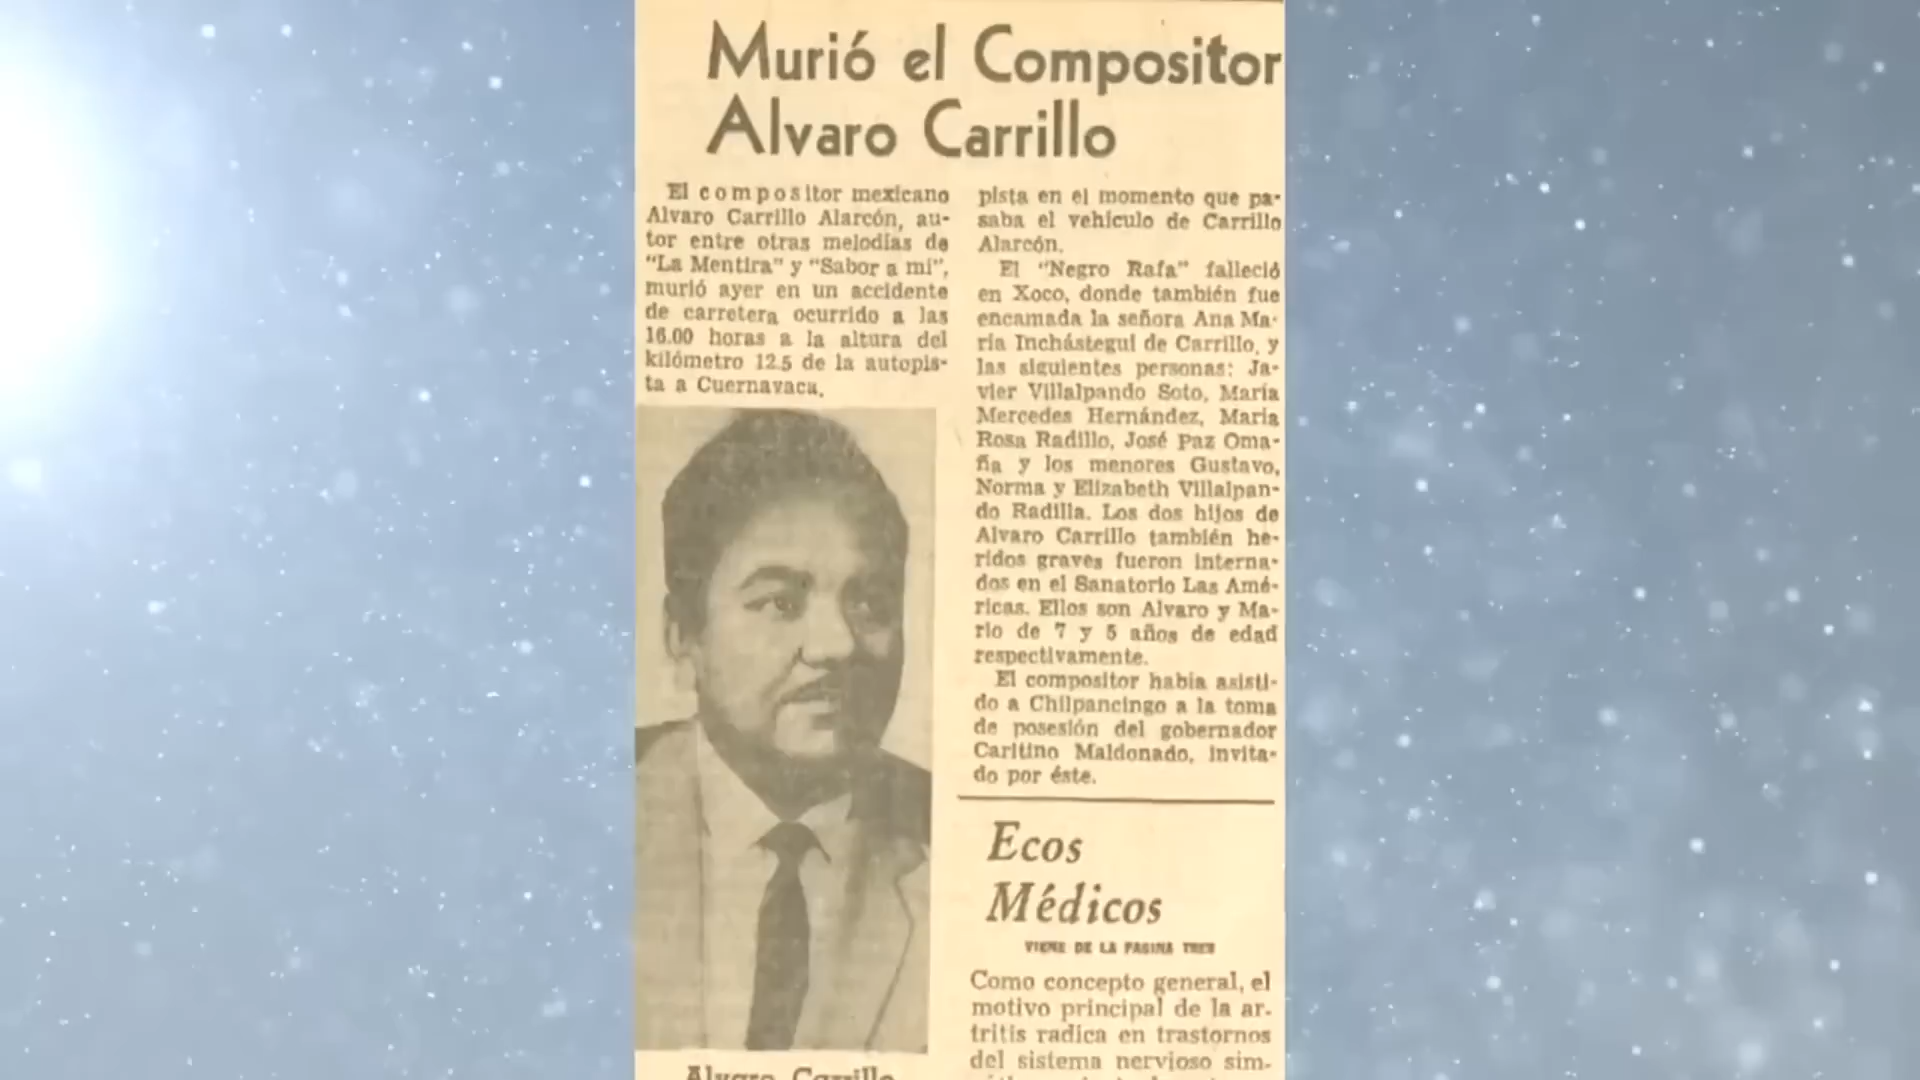 Murió el Compositor
Alvaro Carrillo
El compositor mexicano
Alvaro Carrillo Alarcón, au-
tor entre otras melodías de
"La Mentira" y "Sabor a mí",
murió ayer en un accidente
de carretera ocurrido a las
16.00 horas a la altura del
kilómetro 12.5 de la autopis-
ta a Cuernavaca.
Alvaro Carrillo
pista en el momento que pa-
saba el vehículo de Carrillo
Alarcón.
El "Negro Rafa" falleció
en Xoco, donde también fue
encamada la señora Ana Ma-
ría Inchástegui de Carrillo, y
las siguientes personas: Ja-
vier Villalpando Soto, María
Mercedes Hernández, María
Rosa Radillo, José Paz Oma-
ña y los menores Gustavo,
Norma y Elizabeth Villalpan-
do Radilla. Los dos hijos de
Alvaro Carrillo también he-
ridos graves fueron interna-
dos en el Sanatorio Las Amé-
ricas. Ellos son Alvaro y Ma-
rio de 7 y 5 años de edad
respectivamente.
El compositor había asisti-
do a Chilpancingo a la toma
de posesión del gobernador
Caritino Maldonado, invita-
do por éste.
Ecos
Médicos
VIENE DE LA PAGINA TRES
Como concepto general, el
motivo principal de la ar-
tritis radica en trastornos
del sistema nervioso sim-